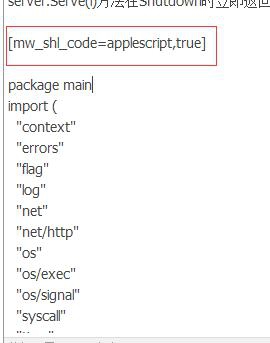 server.Serve(l)方法在Shutdown时立即返回
[mw_shl_code=applescript,true]
package main
import (
"context"
"errors"
"flag"
"log"
"net"
"net/http"
"os"
"os/exec"
"os/signal"
"syscall"